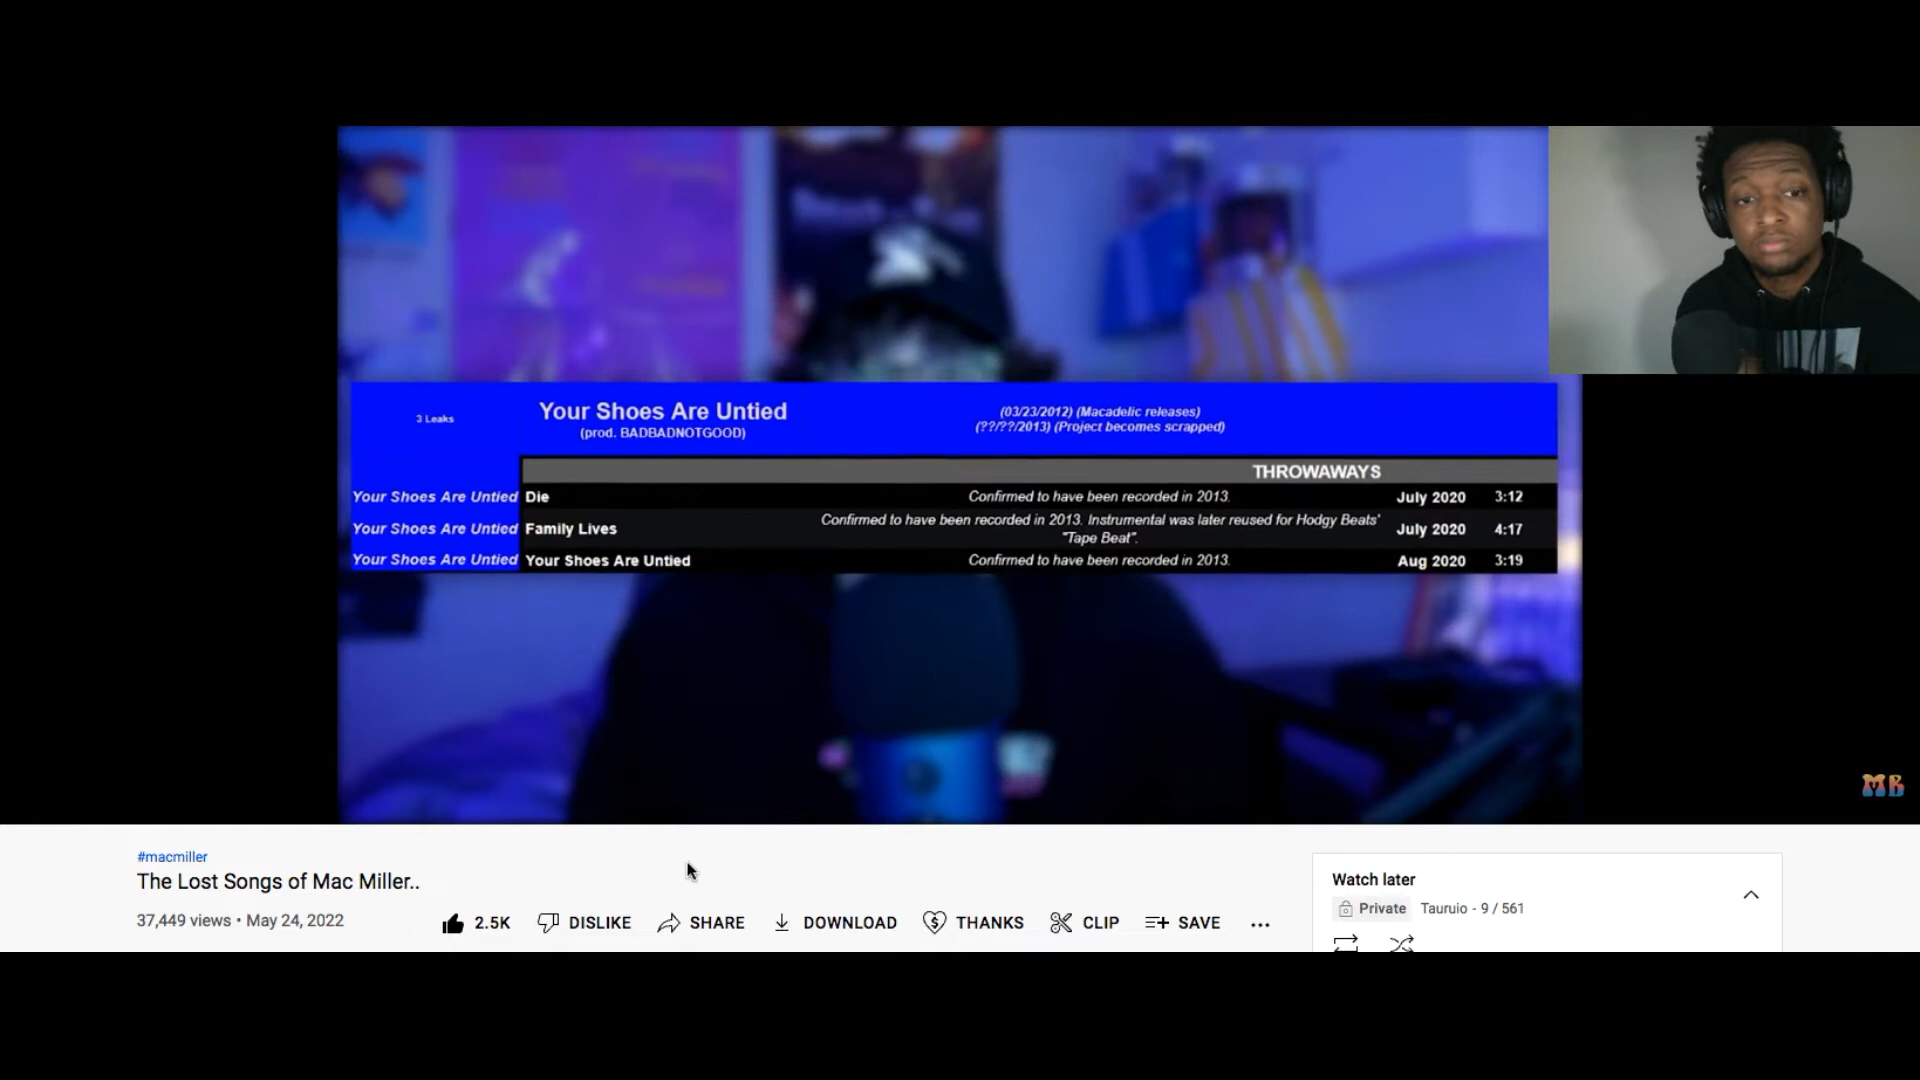 3 Leaks
Your Shoes Are Untied
(prod. BADBADNOTGOOD)
(03/23/2012) (Macadelic releases)
(??/??/2013) (Project becomes scrapped)
THROWAWAYS
Your Shoes Are Untied Die Confirmed to have been recorded in 2013. July 2020 3:12
Your Shoes Are Untied Family Lives Confirmed to have been recorded in 2013. Instrumental was later reused for Hodgy Beats' July 2020 4:17
"Tape Beat".
Your Shoes Are Untied Your Shoes Are Untied Confirmed to have been recorded in 2013. Aug 2020 3:19
MB
#macmiller
The Lost Songs of Mac Miller..
37,449 views • May 24, 2022
2.5K DISLIKE SHARE DOWNLOAD THANKS CLIP SAVE ...
Watch later
Private Tauruio - 9 / 561